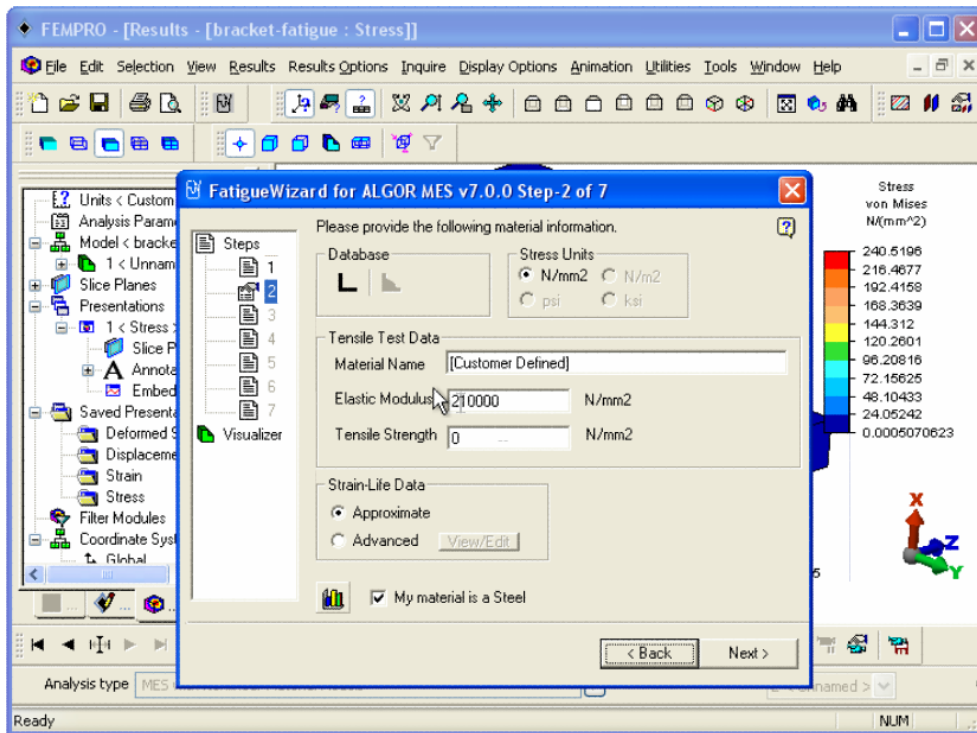 FEMPRO - [Results - [bracket-fatigue : Stress]]
File Edit Selection View Results Results Options Inquire Display Options Animation Utilities Tools Window Help
FatigueWizard for ALGOR MES v7.0.0 Step-2 of 7
Units < Custom
Analysis Parame
Model < bracke
1 < Unnam
Slice Planes
Presentations
1 < Stress >
Slice P
Annota
Embed
Saved Presenta
Deformed S
Displaceme
Strain
Stress
Filter Modules
Coordinate Syst
Global
Steps
1
2
3
4
5
6
7
Visualizer
Please provide the following material information.
Database
Stress Units
N/mm2 N/m2
psi ksi
Tensile Test Data
Material Name [Customer Defined]
Elastic Modulus 210000 N/mm2
Tensile Strength 0 N/mm2
Strain-Life Data
Approximate
Advanced View/Edit
My material is a Steel
< Back Next >
Stress
von Mises
N/(mm^2)
240.5196
216.4677
192.4158
168.3639
144.312
120.2601
96.20816
72.15625
48.10433
24.05242
0.0005070623
X
Z
Y
5
Analysis type MES
Ready NUM